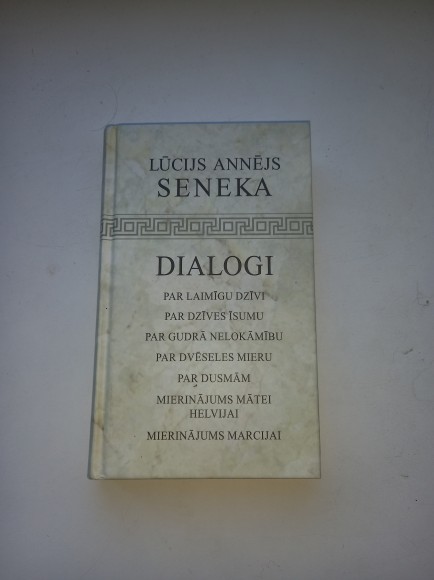 LŪCIJS ANNĒJS
SENEKA
DIALOGI
PAR LAIMĪGU DZĪVI
PAR DZĪVES ĪSUMU
PAR GUDRĀ NELOKĀMĪBU
PAR DVĒSELES MIERU
PAR DUSMĀM
MIERINĀJUMS MĀTEI
HELVIJAI
MIERINĀJUMS MARCIJAI